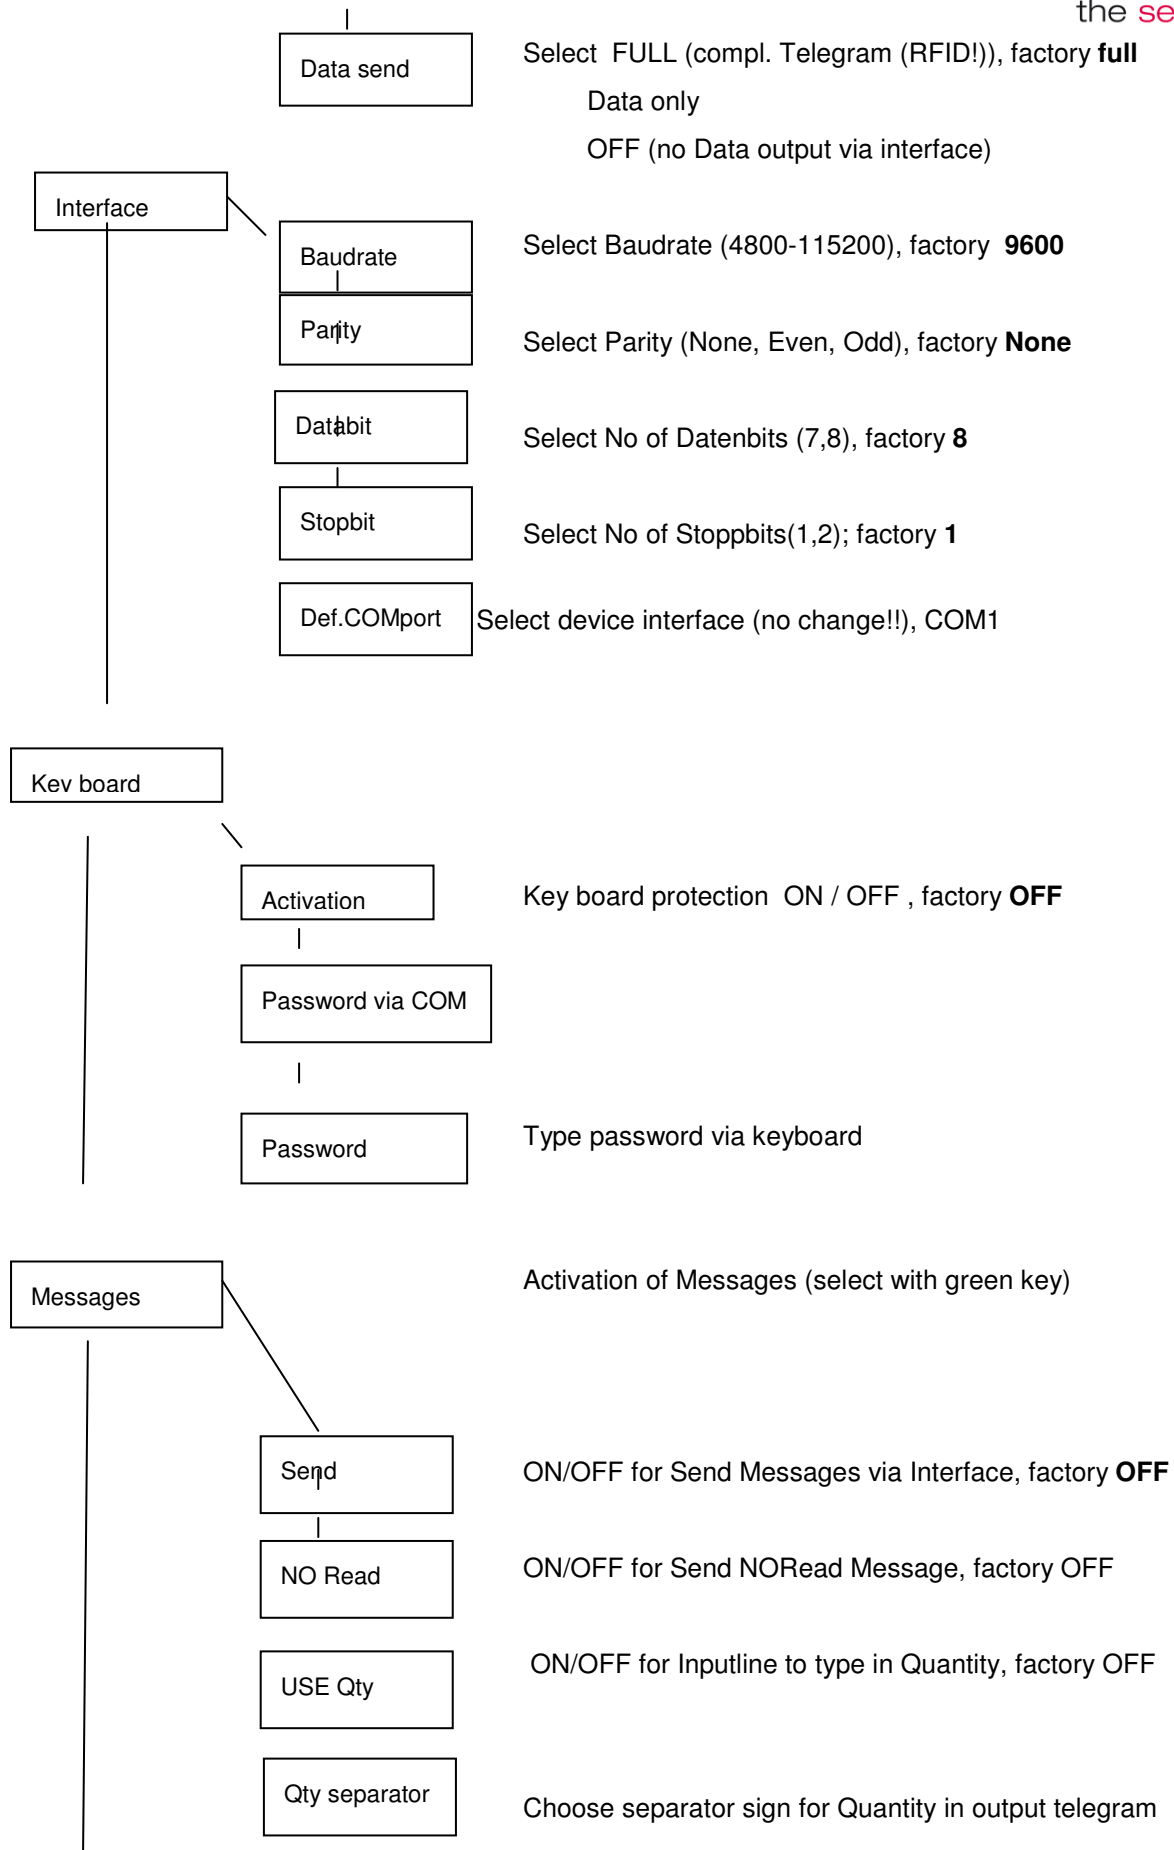 the se
Data send
Select FULL (compl. Telegram (RFID!)), factory full
Data only
OFF (no Data output via interface)
Interface
Baudrate
Select Baudrate (4800-115200), factory 9600
Parity
Select Parity (None, Even, Odd), factory None
Databit
Select No of Datenbits (7,8), factory 8
Stopbit
Select No of Stoppbits(1,2); factory 1
Def.COMport
Select device interface (no change!!), COM1
Key board
Activation
Key board protection ON / OFF , factory OFF
Password via COM
Password
Type password via keyboard
Messages
Activation of Messages (select with green key)
Send
ON/OFF for Send Messages via Interface, factory OFF
NO Read
ON/OFF for Send NORead Message, factory OFF
USE Qty
ON/OFF for Inputline to type in Quantity, factory OFF
Qty separator
Choose separator sign for Quantity in output telegram